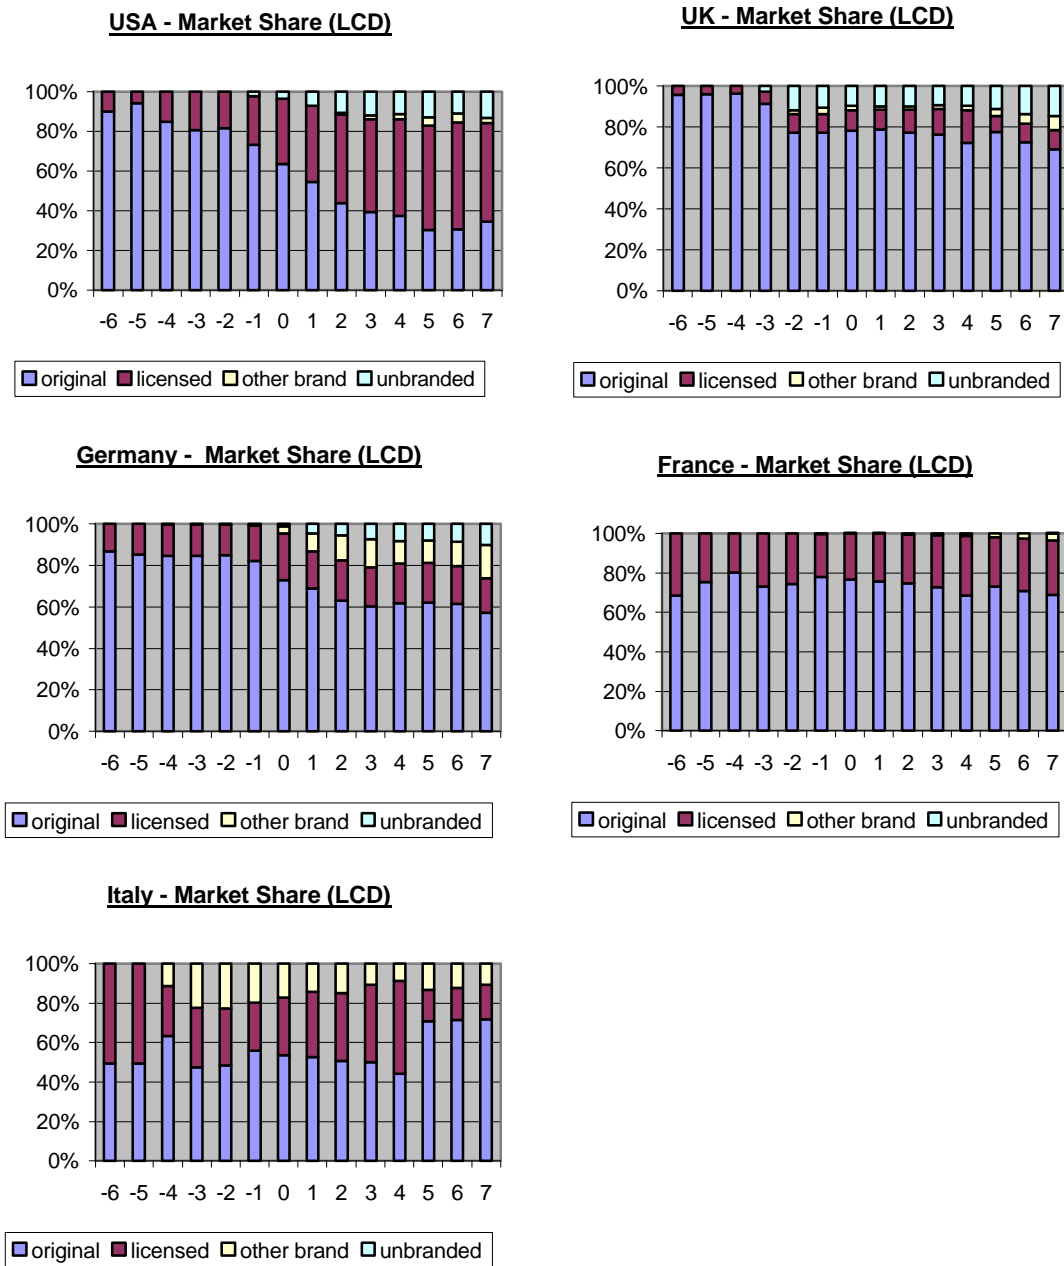 USA - Market Share (LCD)
100%
80%
60%
40%
20%
0%
-6 -5 -4 -3 -2 -1 0 1 2 3 4 5 6 7
original licensed other brand unbranded
UK - Market Share (LCD)
100%
80%
60%
40%
20%
0%
-6 -5 -4 -3 -2 -1 0 1 2 3 4 5 6 7
original licensed other brand unbranded
Germany - Market Share (LCD)
100%
80%
60%
40%
20%
0%
-6 -5 -4 -3 -2 -1 0 1 2 3 4 5 6 7
original licensed other brand unbranded
France - Market Share (LCD)
100%
80%
60%
40%
20%
0%
-6 -5 -4 -3 -2 -1 0 1 2 3 4 5 6 7
original licensed other brand unbranded
Italy - Market Share (LCD)
100%
80%
60%
40%
20%
0%
-6 -5 -4 -3 -2 -1 0 1 2 3 4 5 6 7
original licensed other brand unbranded